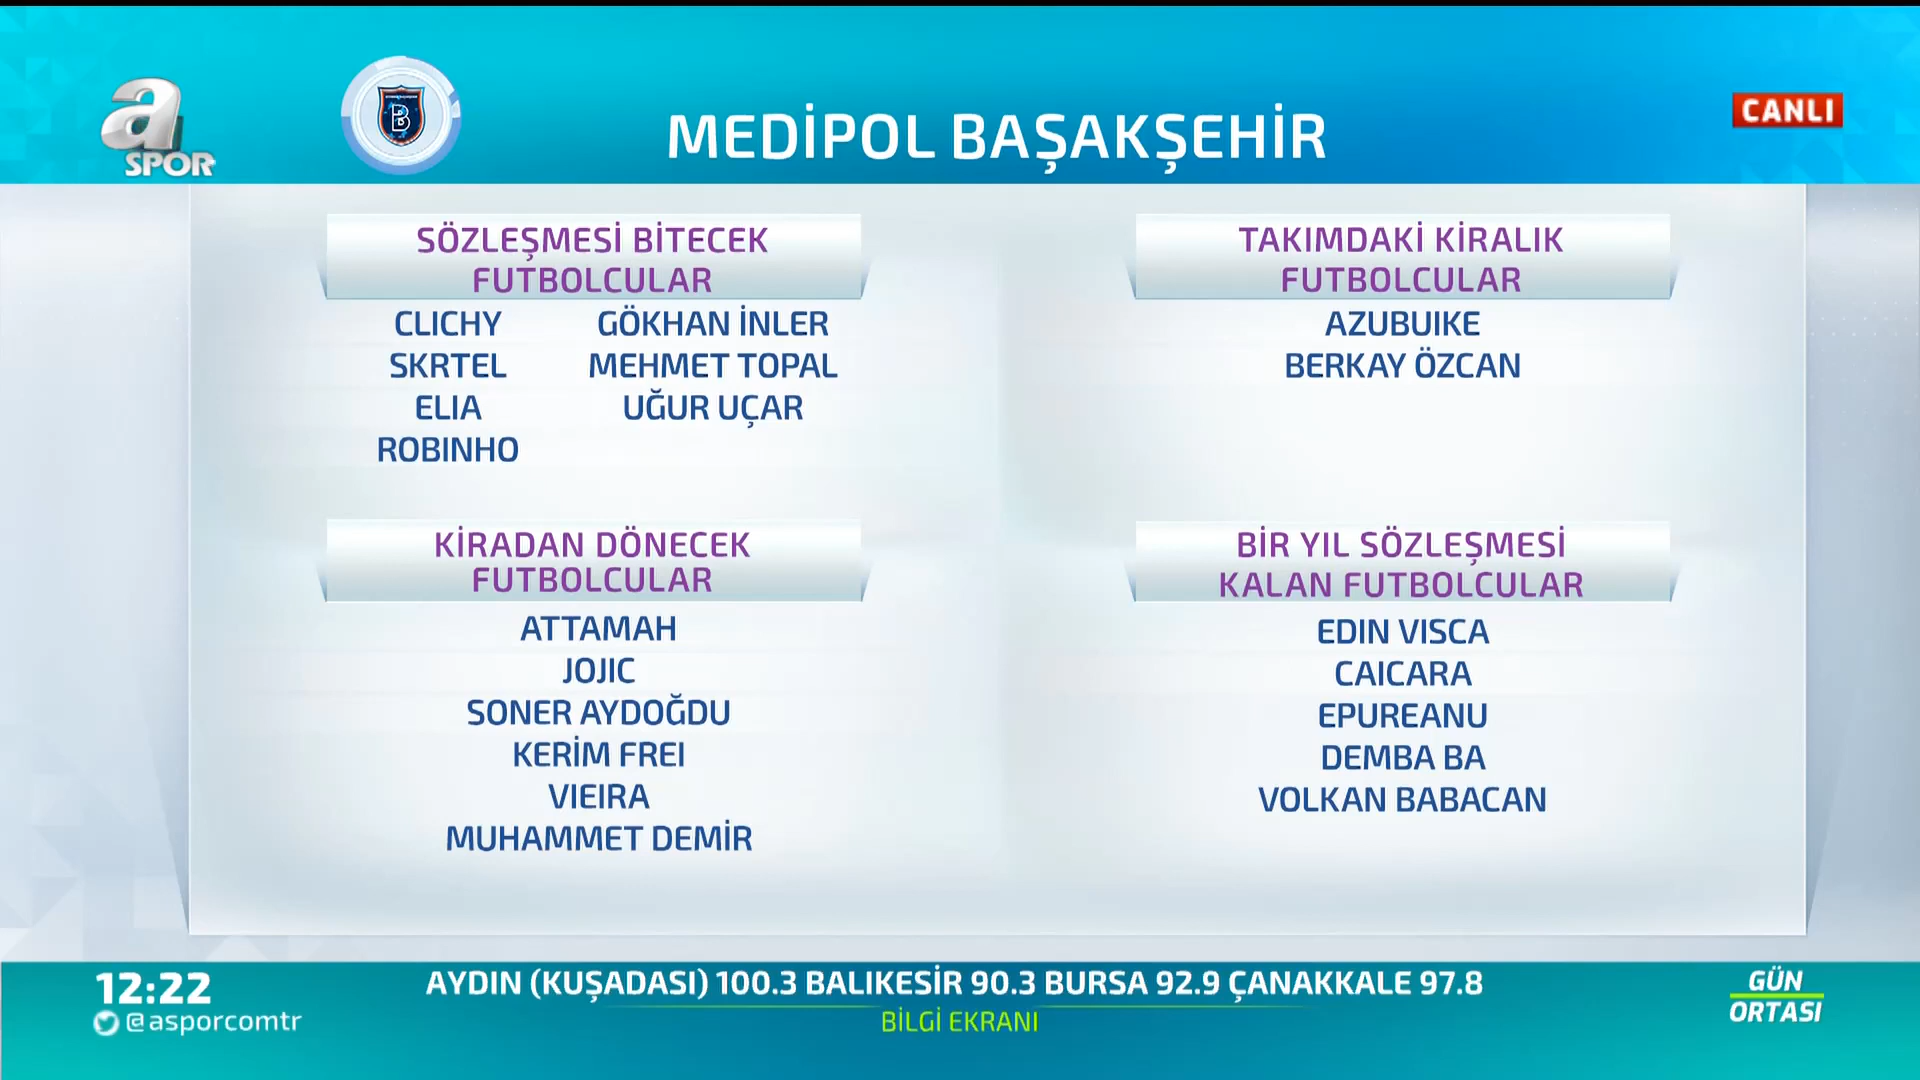 a
SPOR
B
MEDİPOL BAŞAKŞEHİR
CANLI
SÖZLEŞMESİ BİTECEK
FUTBOLCULAR
CLICHY
SKRTEL
ELIA
ROBINHO
GÖKHAN İNLER
MEHMET TOPAL
UĞUR UÇAR
TAKIMDAKİ KİRALIK
FUTBOLCULAR
AZUBUIKE
BERKAY ÖZCAN
KİRADAN DÖNECEK
FUTBOLCULAR
ATTAMAH
JOJIC
SONER AYDOĞDU
KERİM FREI
VIEIRA
MUHAMMET DEMİR
BİR YIL SÖZLEŞMESİ
KALAN FUTBOLCULAR
EDIN VISCA
CAICARA
EPUREANU
DEMBA BA
VOLKAN BABACAN
12:22
@asporcomtr
AYDIN (KUŞADASI) 100.3 BALIKESİR 90.3 BURSA 92.9 ÇANAKKALE 97.8
BİLGİ EKRANI
GÜN
ORTASI